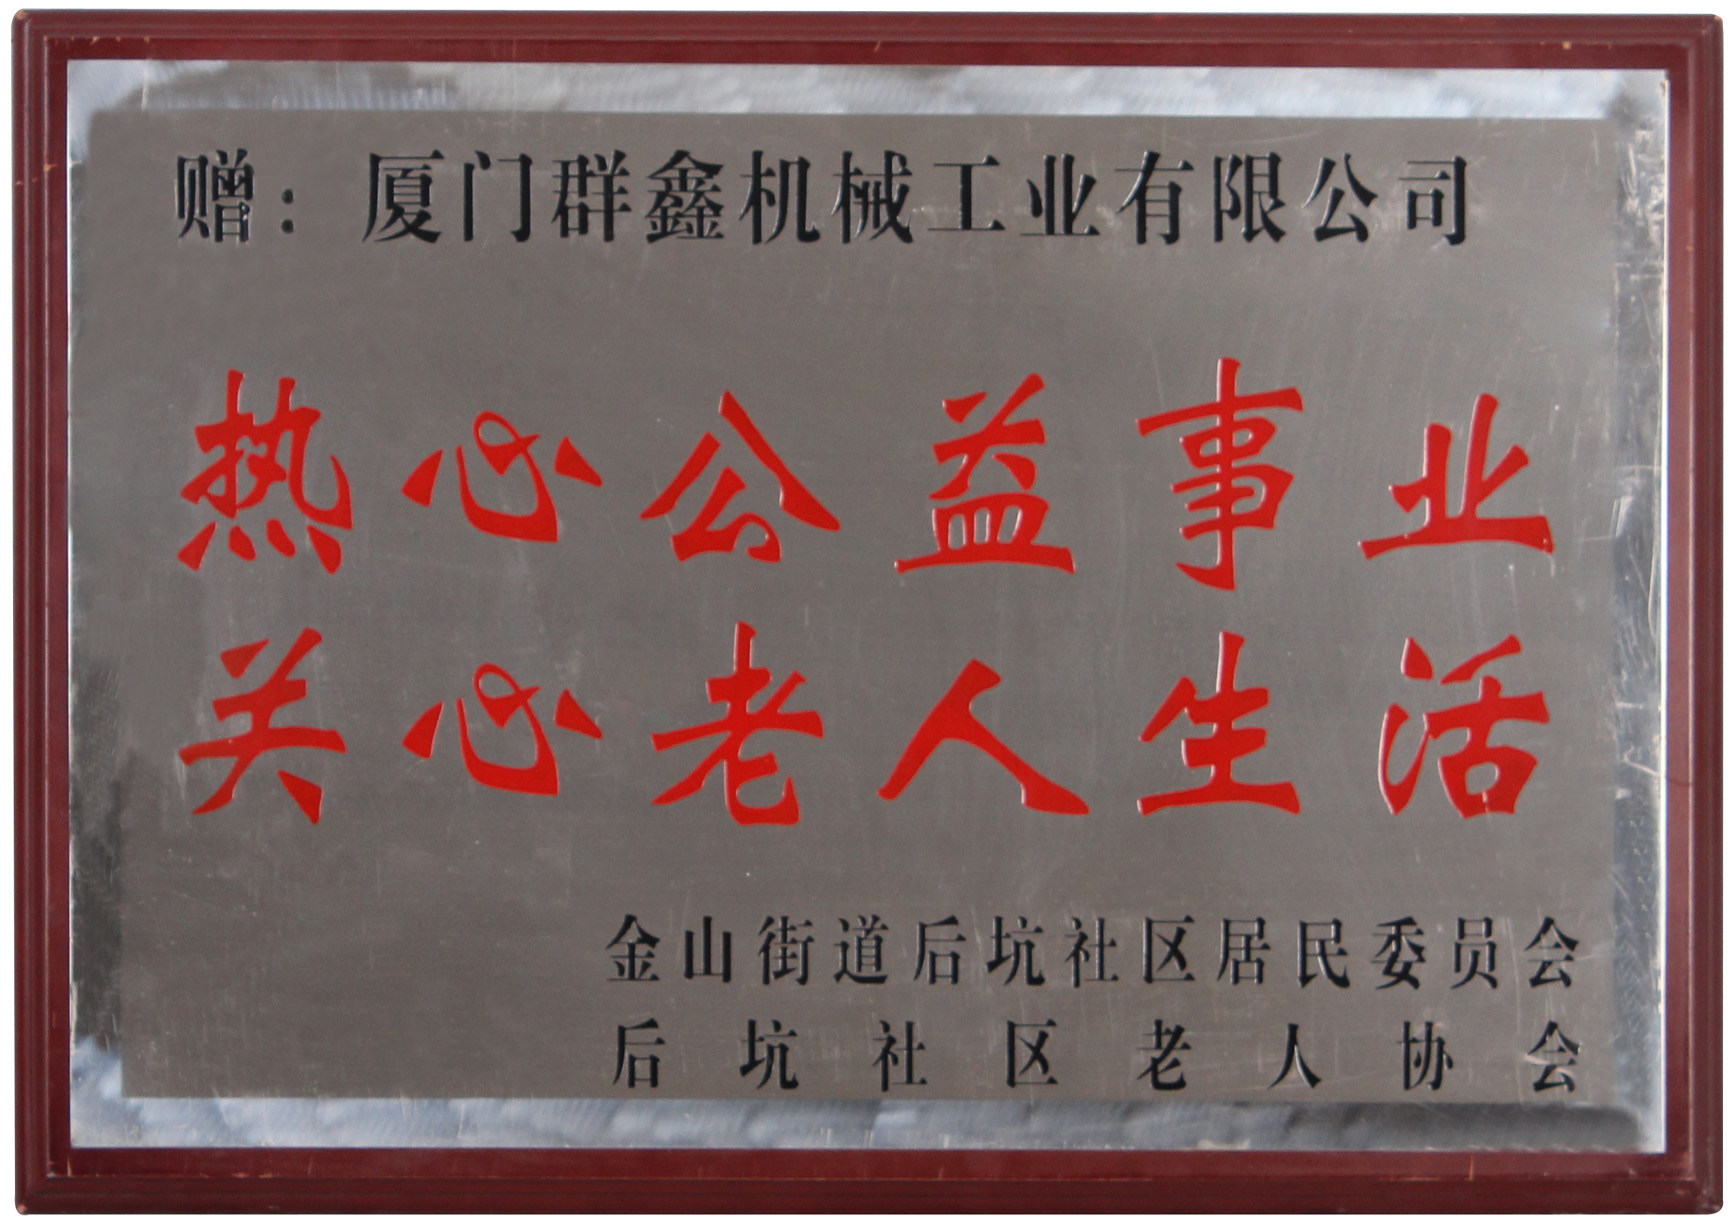 赠：厦门群鑫机械工业有限公司
热心公益事业
关心老人生活
金山街道后坑社区居民委员会
后坑社区老人协会